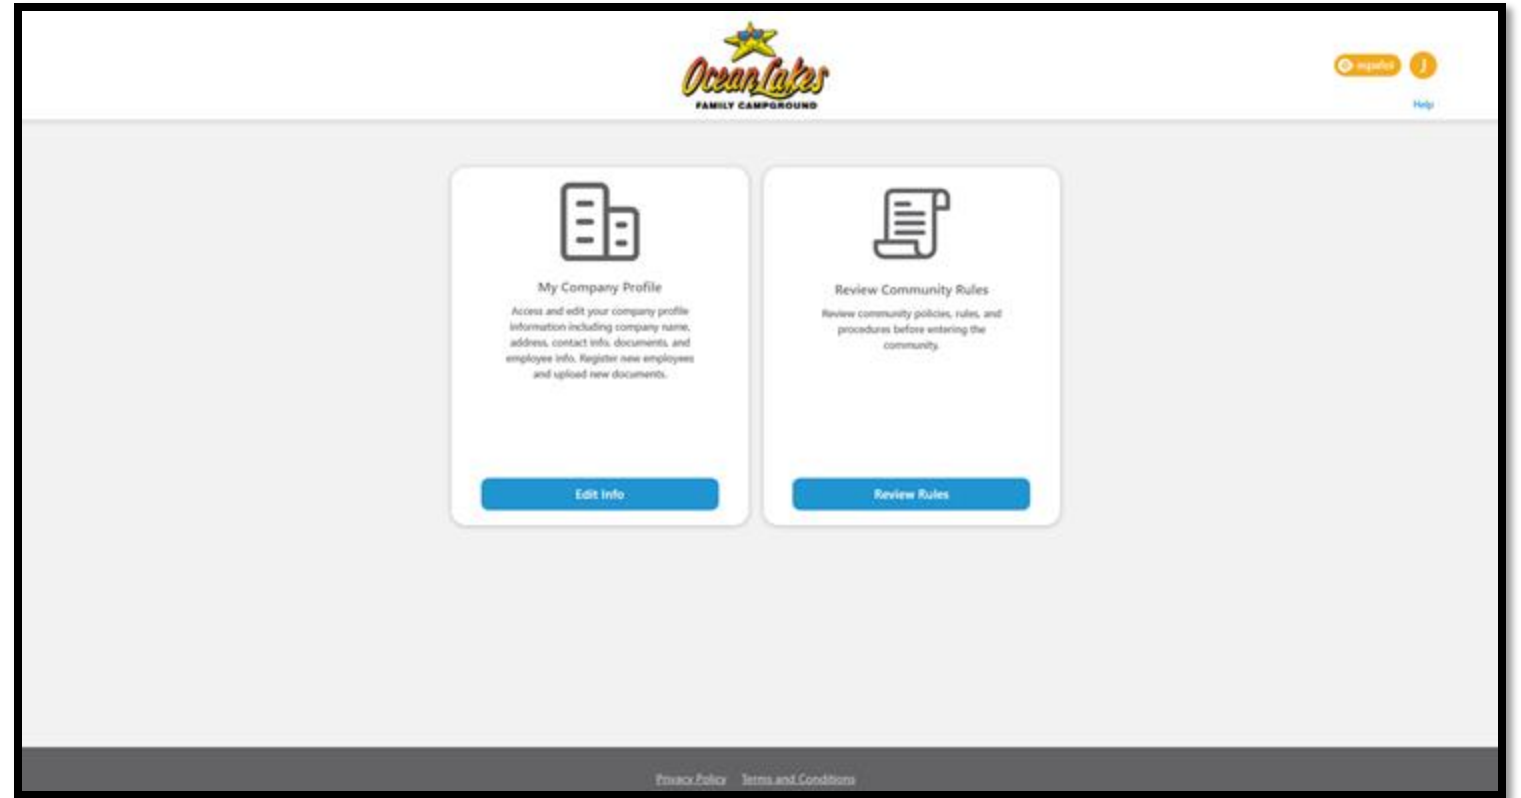 Ocean Lakes
FAMILY CAMPGROUND
español J
Help
My Company Profile
Access and edit your company profile
information including company name,
address, contact info, documents, and
employee info. Register new employees
and upload new documents.
Edit Info
Review Community Rules
Review community policies, rules, and
procedures before entering the
community.
Review Rules
Privacy Policy Terms and Conditions